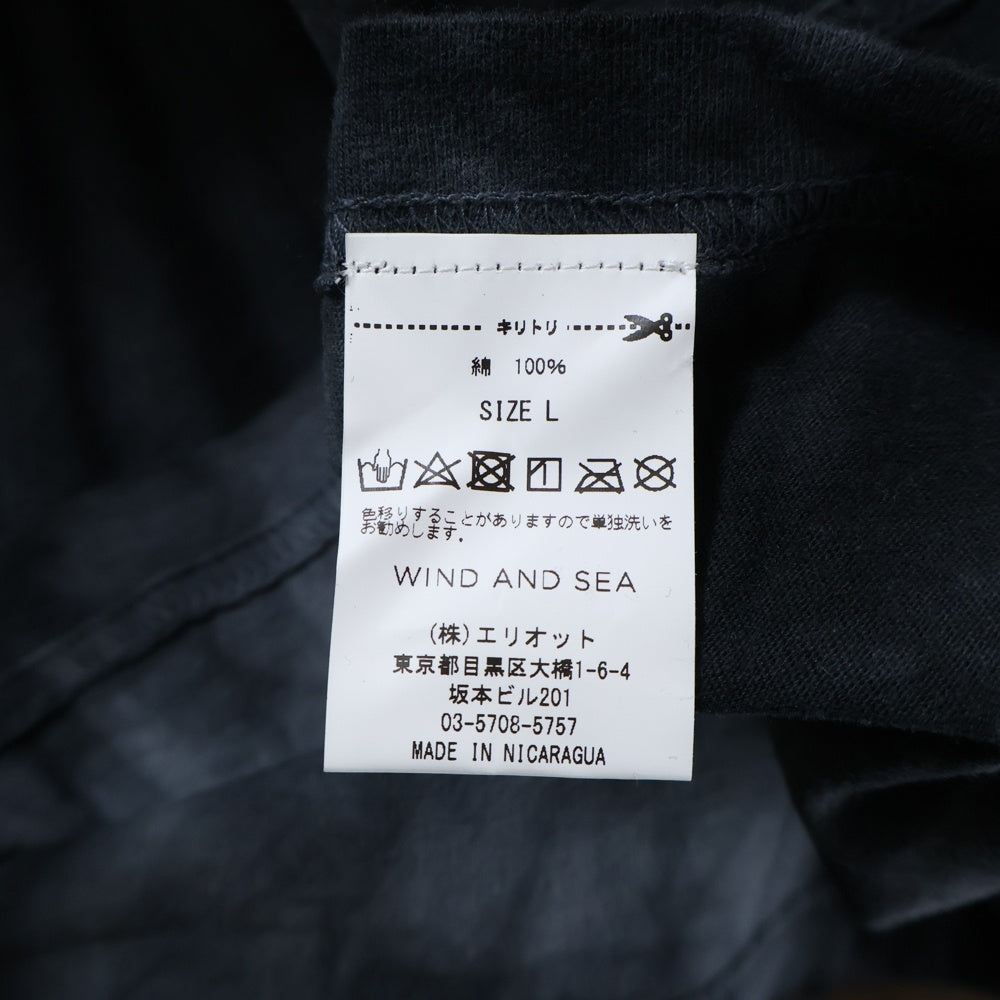 キリトリ
綿 100%
SIZE L
色移りすることがありますので単独洗いを
お勧めします。
WIND AND SEA
(株)エリオット
東京都目黒区大橋1-6-4
坂本ビル201
03-5708-5757
MADE IN NICARAGUA